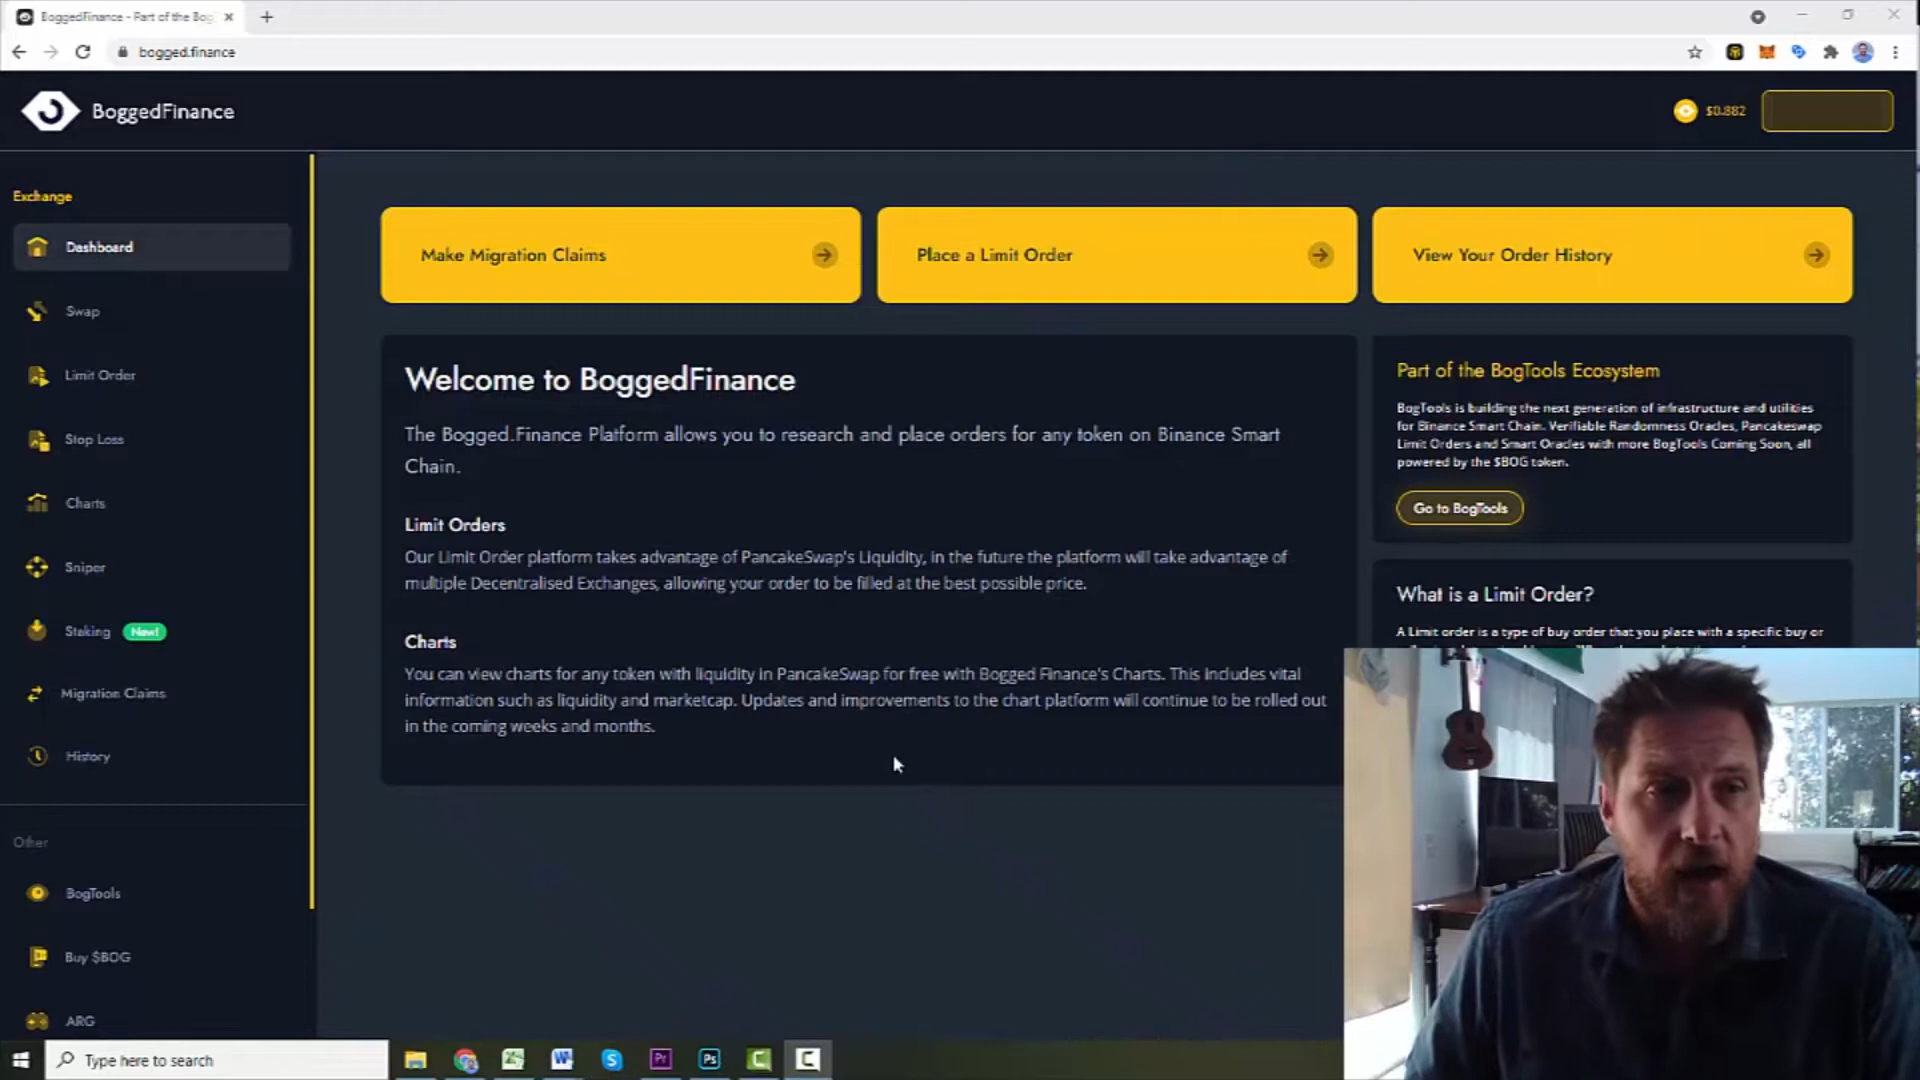 BoggedFinance - Part of the Bog
bogged.finance
BoggedFinance
$0.882
Exchange
Dashboard
Swap
Limit Order
Stop Loss
Charts
Sniper
Staking New!
Migration Claims
History
Other
BogTools
Buy $BOG
ARG
Make Migration Claims
Place a Limit Order
View Your Order History
Welcome to BoggedFinance
The Bogged.Finance Platform allows you to research and place orders for any token on Binance Smart
Chain.
Limit Orders
Our Limit Order platform takes advantage of PancakeSwap's Liquidity, in the future the platform will take advantage of
multiple Decentralised Exchanges, allowing your order to be filled at the best possible price.
Charts
You can view charts for any token with liquidity in PancakeSwap for free with Bogged Finance's Charts. This includes vital
information such as liquidity and marketcap. Updates and improvements to the chart platform will continue to be rolled out
in the coming weeks and months.
Part of the BogTools Ecosystem
BogTools is building the next generation of infrastructure and utilities
for Binance Smart Chain. Verifiable Randomness Oracles, Pancakeswap
Limit Orders and Smart Oracles with more BogTools Coming Soon, all
powered by the $BOG token.
Go to BogTools
What is a Limit Order?
A Limit order is a type of buy order that you place with a specific buy or
Type here to search
Pr
Ps